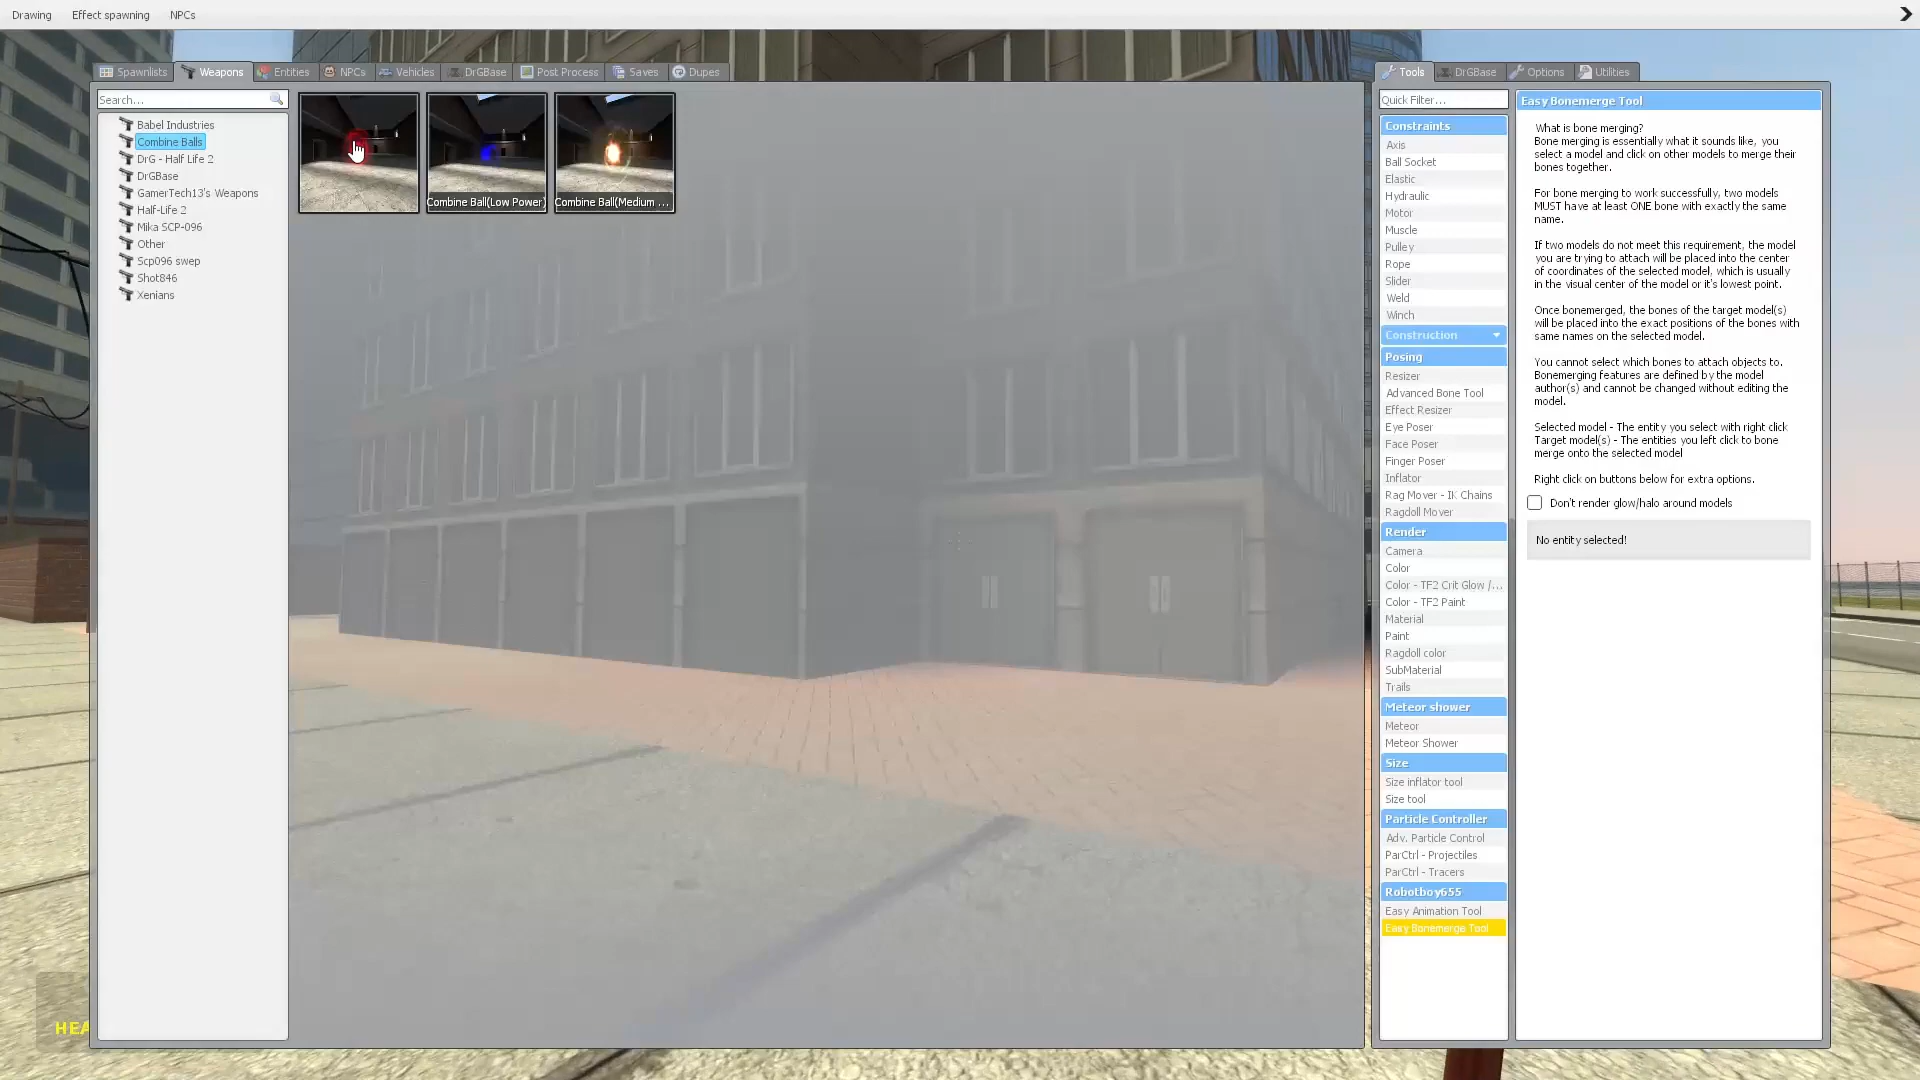 Drawing Effect spawning NPCs
Spawnlists Weapons Entities NPCs Vehicles DrGBase Post Process Saves Dupes
Search...
Babel Industries
Combine Balls
DrG - Half Life 2
DrGBase
GamerTech13's Weapons
Half-Life 2
Mika SCP-096
Other
Scp096 swep
Shot846
Xenians
Combine Ball(Low Power)
Combine Ball(Medium ...
HEA
Tools DrGBase Options Utilities
Quick Filter...
Constraints
Axis
Ball Socket
Elastic
Hydraulic
Motor
Muscle
Pulley
Rope
Slider
Weld
Winch
Construction
Posing
Resizer
Advanced Bone Tool
Effect Resizer
Eye Poser
Face Poser
Finger Poser
Inflator
Rag Mover - IK Chains
Ragdoll Mover
Render
Camera
Color
Color - TF2 Crit Glow /...
Color - TF2 Paint
Material
Paint
Ragdoll color
SubMaterial
Trails
Meteor shower
Meteor
Meteor Shower
Size
Size inflator tool
Size tool
Particle Controller
Adv. Particle Control
ParCtrl - Projectiles
ParCtrl - Tracers
Robotboy655
Easy Animation Tool
Easy Bonemerge Tool
Easy Bonemerge Tool
What is bone merging?
Bone merging is essentially what it sounds like, you
select a model and click on other models to merge their
bones together.
For bone merging to work successfully, two models
MUST have at least ONE bone with exactly the same
name.
If two models do not meet this requirement, the model
you are trying to attach will be placed into the center
of coordinates of the selected model, which is usually
in the visual center of the model or it's lowest point.
Once bonemerged, the bones of the target model(s)
will be placed into the exact positions of the bones with
same names on the selected model.
You cannot select which bones to attach objects to.
Bonemerging features are defined by the model
author(s) and cannot be changed without editing the
model.
Selected model - The entity you select with right click
Target model(s) - The entities you left click to bone
merge onto the selected model
Right click on buttons below for extra options.
Don't render glow/halo around models
No entity selected!